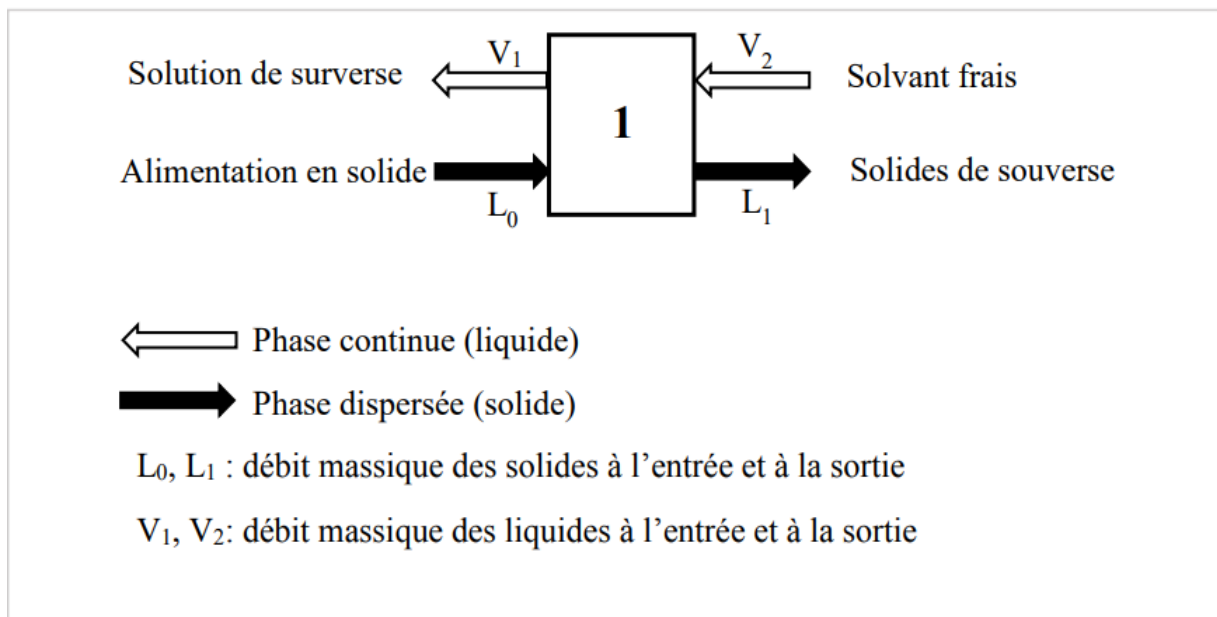 V₁ V₂
Solution de surverse Solvant frais
1
Alimentation en solide Solides de souverse
L₀ L₁
Phase continue (liquide)
Phase dispersée (solide)
L₀, L₁ : débit massique des solides à l’entrée et à la sortie
V₁, V₂: débit massique des liquides à l’entrée et à la sortie